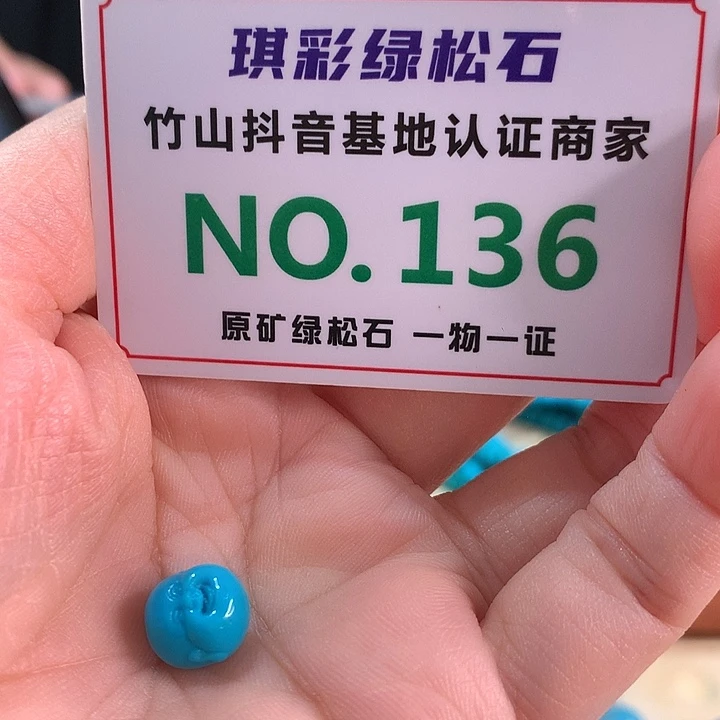 琪彩绿松石
竹山抖音基地认证商家
NO.136
原矿绿松石 一物一证